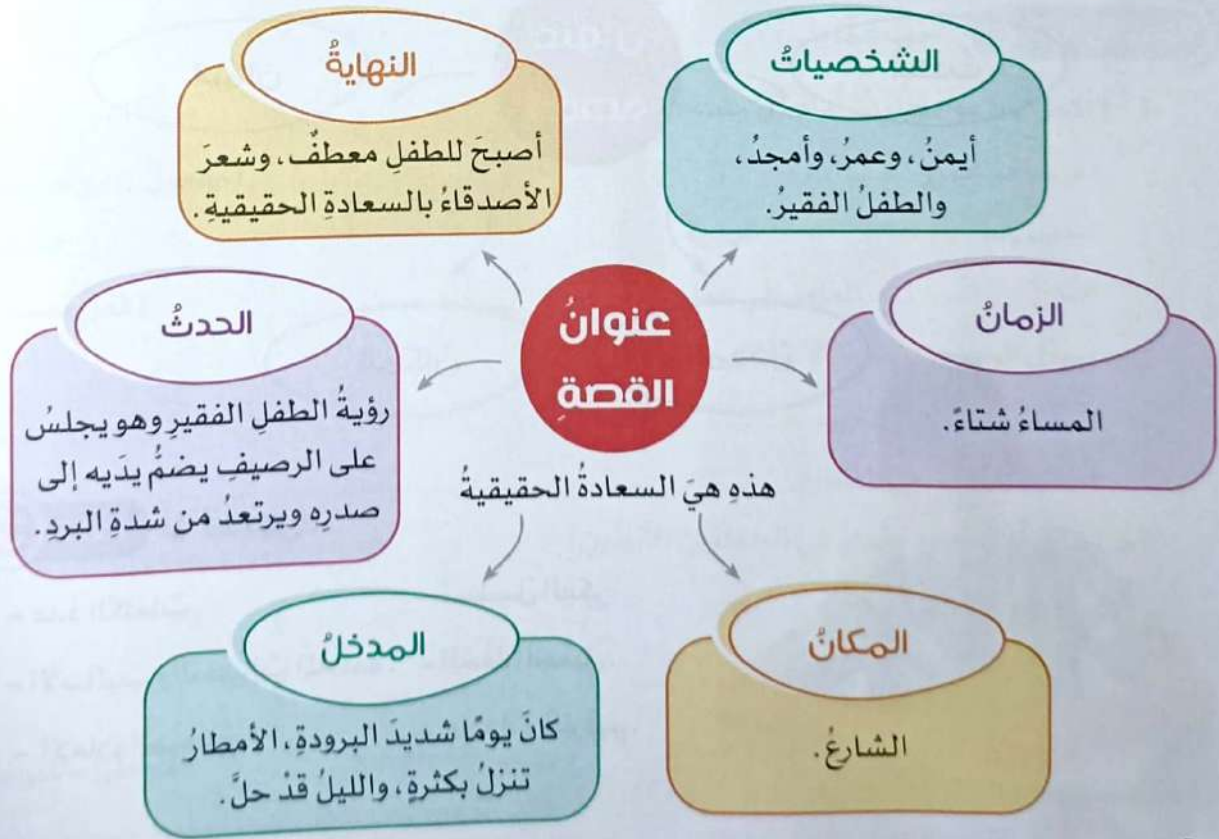 الشخصياتُ
أيمنُ، وعمرُ، وأمجدُ،
والطفلُ الفقيرُ.
النهايةُ
أصبحَ للطفلِ معطفٌ، وشعرَ
الأصدقاءُ بالسعادةِ الحقيقيةِ.
الزمانُ
المساءُ شتاءً.
عنوانُ
القصةِ
هذهِ هيَ السعادةُ الحقيقيةُ
الحدثُ
رؤيةُ الطفلِ الفقيرِ وهو يجلسُ
على الرصيفِ يضمُّ يدَيه إلى
صدرِه ويرتعدُ من شدةِ البردِ.
المكانُ
الشارعُ.
المدخلُ
كانَ يومًا شديدَ البرودةِ، الأمطارُ
تنزلُ بكثرةٍ، والليلُ قدْ حلَّ.